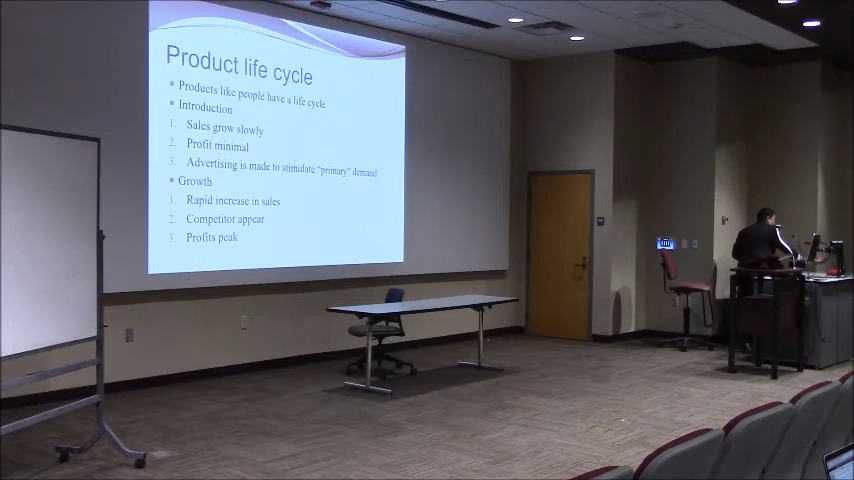 Product life cycle
• Products like people have a life cycle
• Introduction
1. Sales grow slowly
2. Profit minimal
3. Advertising is made to stimulate “primary” demand
• Growth
1. Rapid increase in sales
2. Competitor appear
3. Profits peak